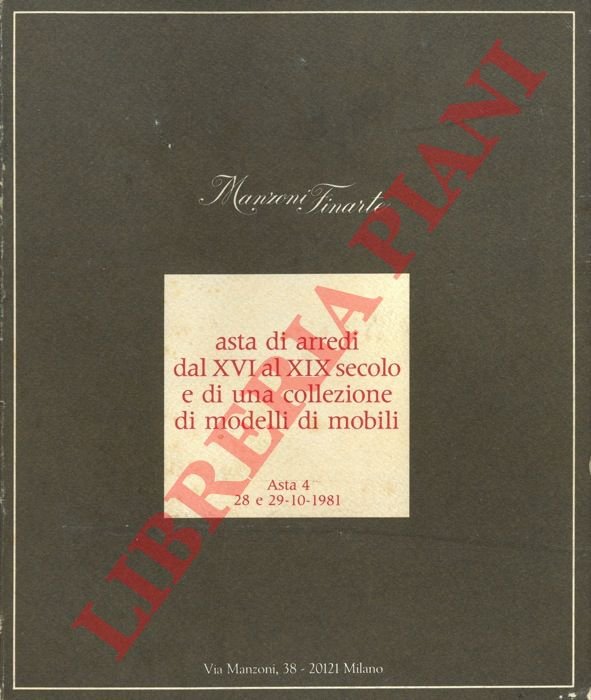 Manzoni Finarte
asta di arredi
dal XVI al XIX secolo
e di una collezione
di modelli di mobili
Asta 4
28 e 29-10-1981
Via Manzoni, 38 - 20121 Milano
LIBRERIA PIANI